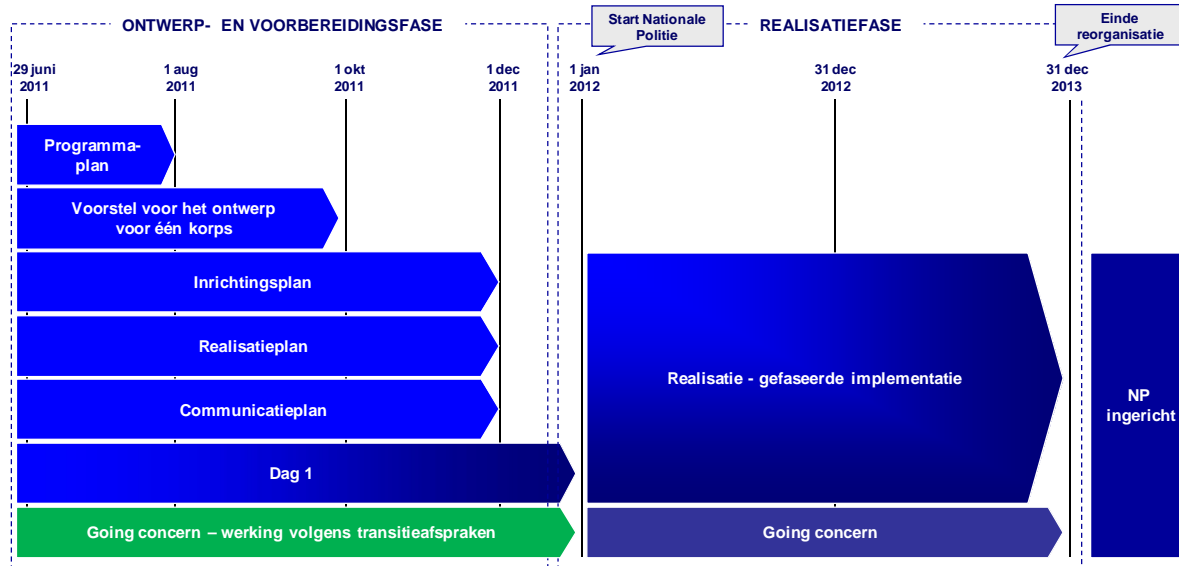 ONTWERP- EN VOORBEREIDINGSFASE
Start Nationale
Politie
REALISATIEFASE
Einde
reorganisatie
29 juni
2011
1 aug
2011
1 okt
2011
1 dec
2011
1 jan
2012
31 dec
2012
31 dec
2013
Programma-
plan
Voorstel voor het ontwerp
voor één korps
Inrichtingsplan
Realisatieplan
Communicatieplan
Dag 1
Going concern – werking volgens transitieafspraken
Realisatie - gefaseerde implementatie
Going concern
NP
ingericht